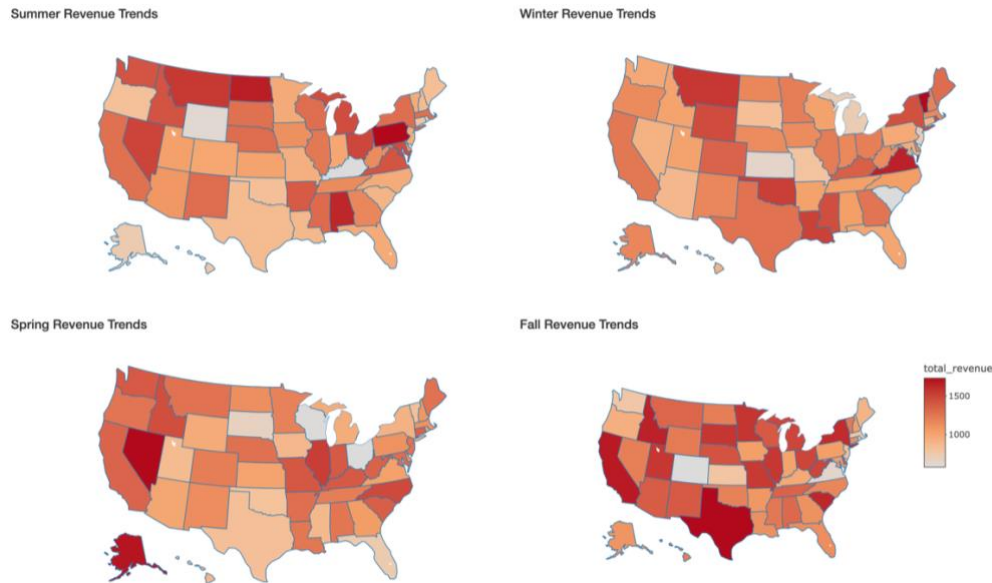 Summer Revenue Trends
Winter Revenue Trends
Spring Revenue Trends
Fall Revenue Trends
total_revenue
1500
1000